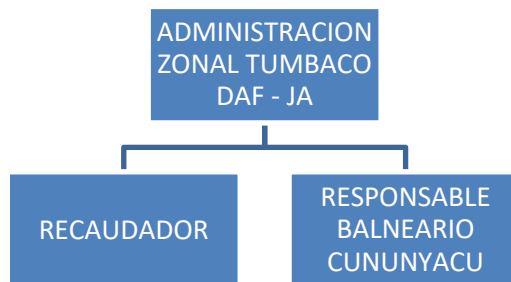 ADMINISTRACION
ZONAL TUMBACO
DAF - JA
RECAUDADOR
RESPONSABLE
BALNEARIO
CUNUNYACU